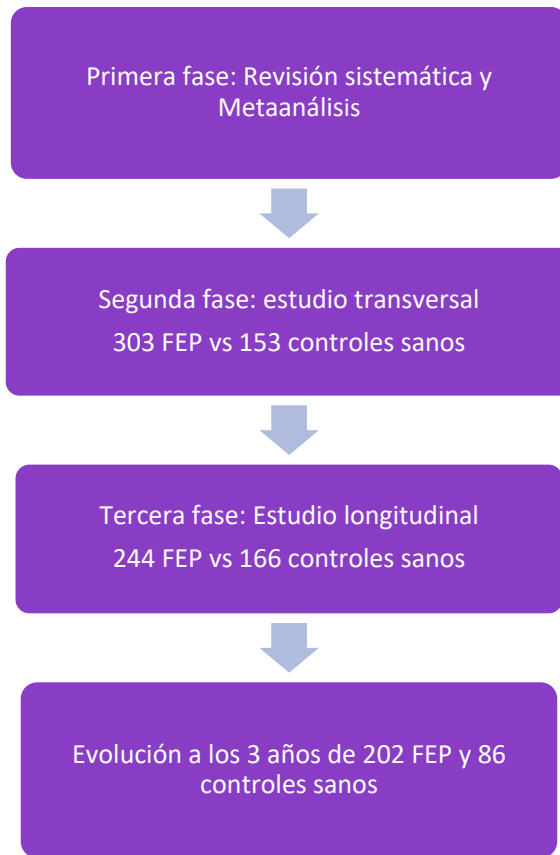 Primera fase: Revisión sistemática y
Metaanálisis
Segunda fase: estudio transversal
303 FEP vs 153 controles sanos
Tercera fase: Estudio longitudinal
244 FEP vs 166 controles sanos
Evolución a los 3 años de 202 FEP y 86
controles sanos